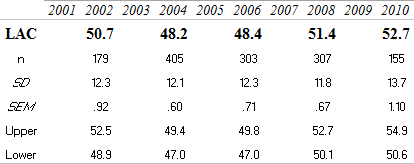 2001 2002 2003 2004 2005 2006 2007 2008 2009 2010
LAC 50.7 48.2 48.4 51.4 52.7
n 179 405 303 307 155
SD 12.3 12.1 12.3 11.8 13.7
SEM .92 .60 .71 .67 1.10
Upper 52.5 49.4 49.8 52.7 54.9
Lower 48.9 47.0 47.0 50.1 50.6